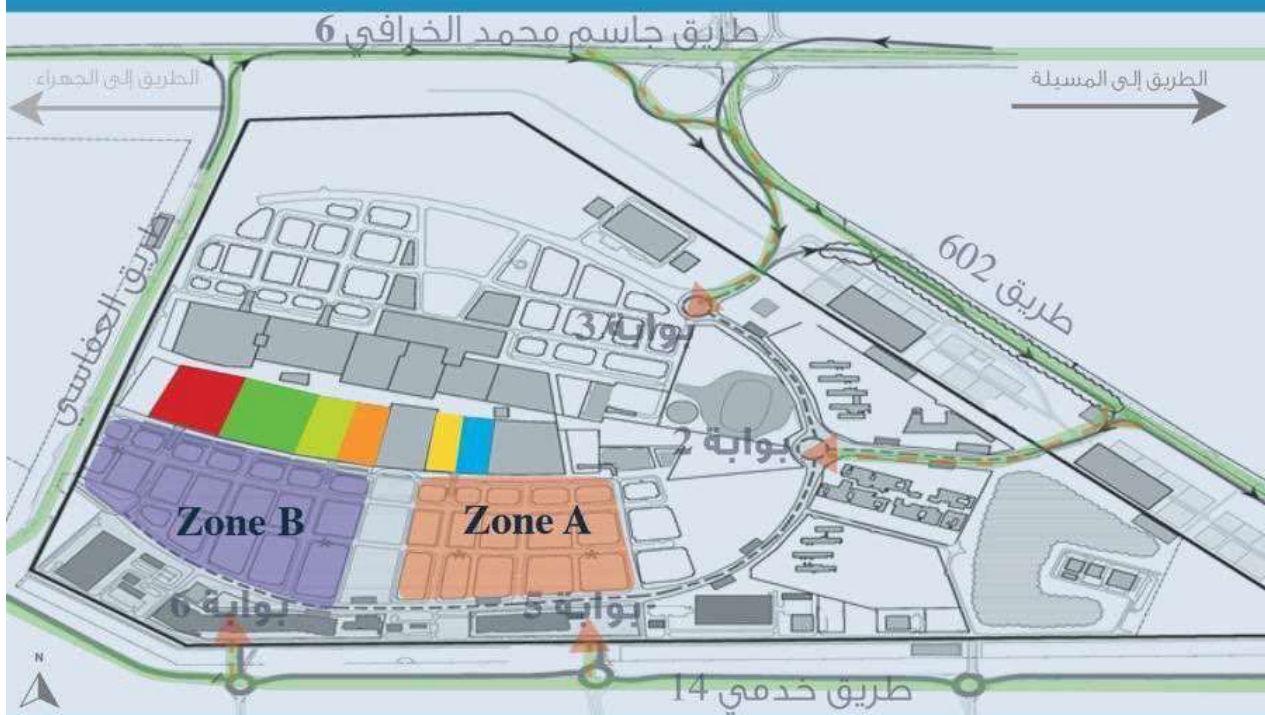 طريق جاسم محمد الخرافي 6
الطريق إلى الجهراء
الطريق إلى المسيلة
طريق 602
طريق العفاسي
بوابة 3
بوابة 2
Zone B
Zone A
بوابة 6
بوابة 5
طريق خدمي 14
N